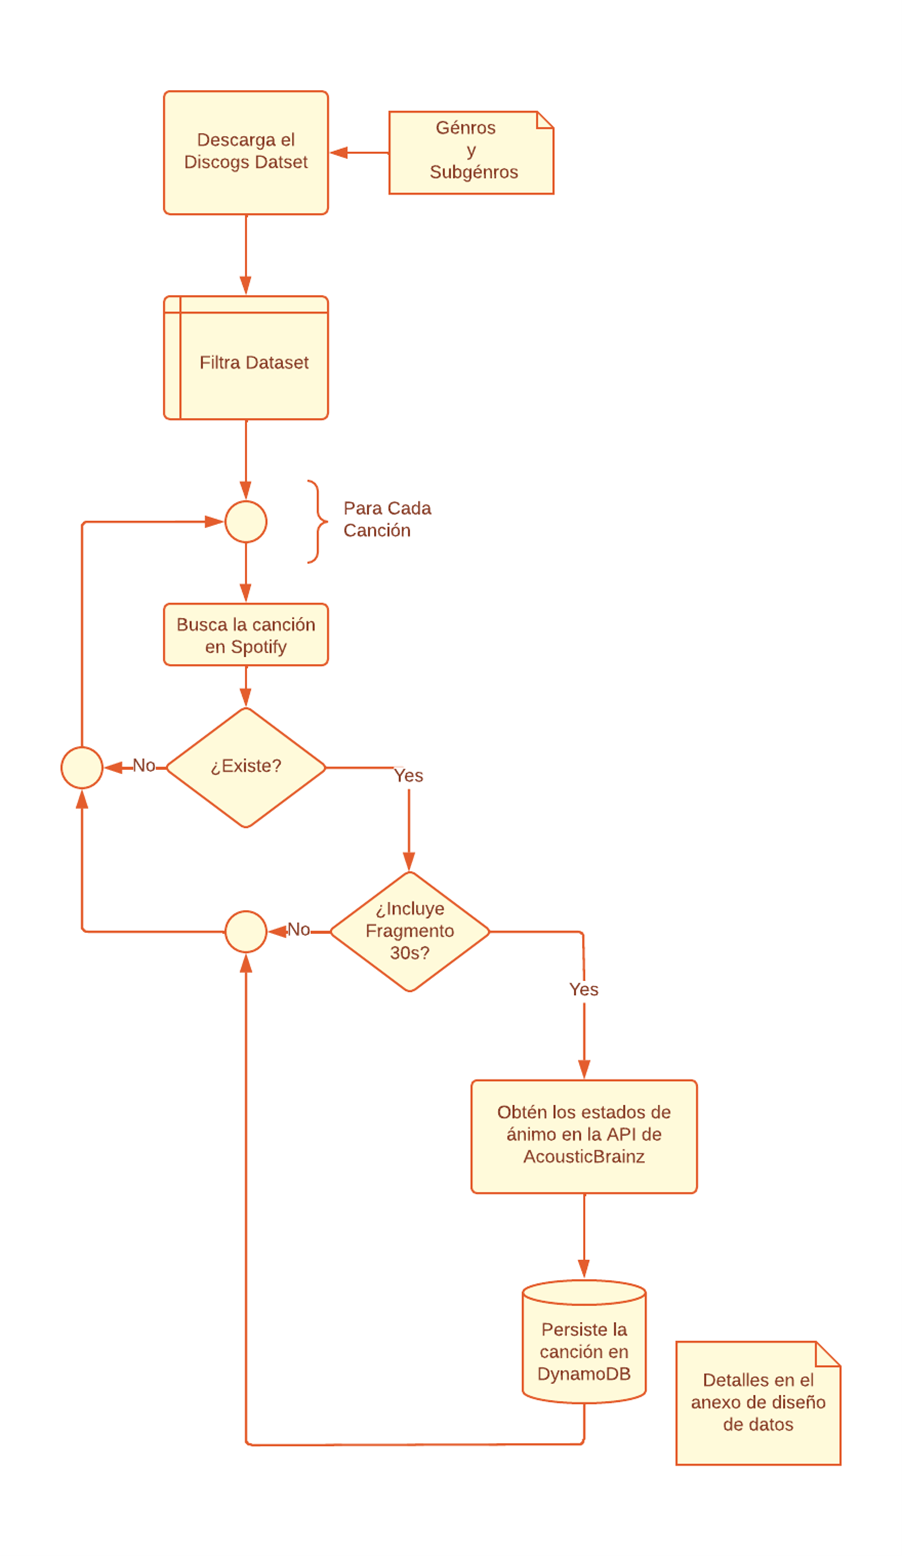 Descarga el
Discogs Datset
Génros
y
Subgénros
Filtra Dataset
Para Cada
Canción
Busca la canción
en Spotify
¿Existe?
No
Yes
¿Incluye
Fragmento
30s?
No
Yes
Obtén los estados de
ánimo en la API de
AcousticBrainz
Persiste la
canción en
DynamoDB
Detalles en el
anexo de diseño
de datos